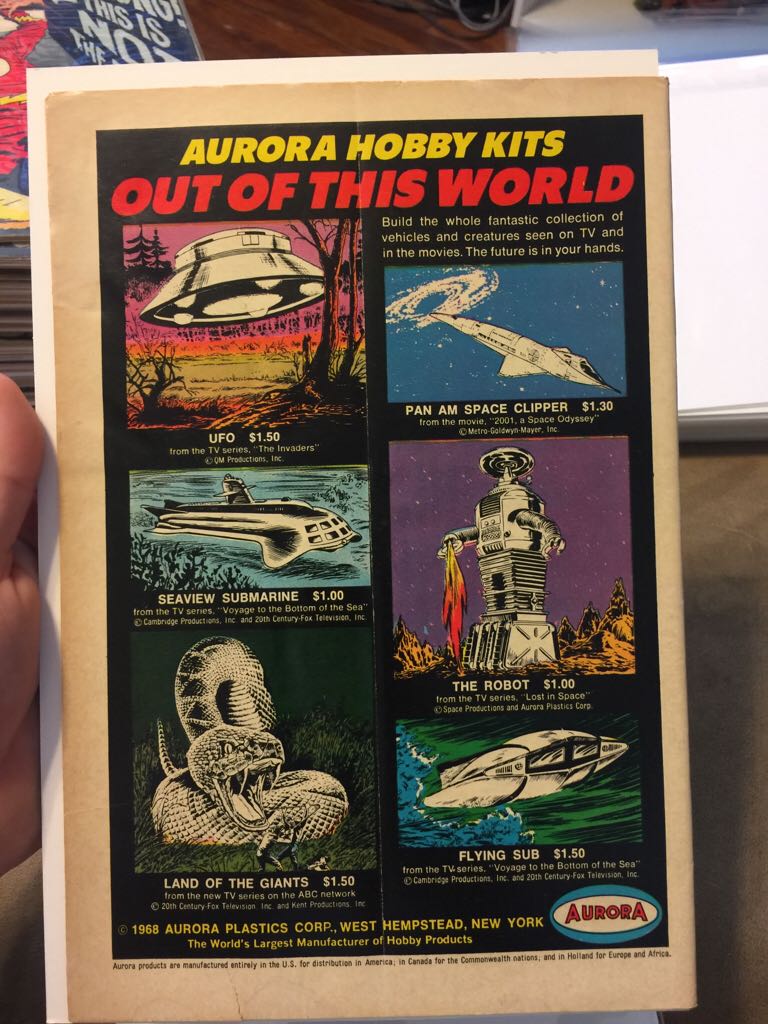 THIS IS
THE
NO
AURORA HOBBY KITS
OUT OF THIS WORLD
Build the whole fantastic collection of
vehicles and creatures seen on TV and
in the movies. The future is in your hands.
UFO $1.50
from the TV series, "The Invaders"
© QM Productions, Inc.
PAN AM SPACE CLIPPER $1.30
from the movie, "2001, a Space Odyssey"
© Metro-Goldwyn-Mayer, Inc.
SEAVIEW SUBMARINE $1.00
from the TV series, "Voyage to the Bottom of the Sea"
© Cambridge Productions, Inc. and 20th Century-Fox Television, Inc.
THE ROBOT $1.00
from the TV series, "Lost in Space"
© Space Productions and Aurora Plastics Corp.
LAND OF THE GIANTS $1.50
from the new TV series on the ABC network
© 20th Century-Fox Television, Inc. and Kent Productions, Inc
FLYING SUB $1.50
from the TV series, "Voyage to the Bottom of the Sea"
© Cambridge Productions, Inc. and 20th Century-Fox Television, Inc.
© 1968 AURORA PLASTICS CORP., WEST HEMPSTEAD, NEW YORK
The World's Largest Manufacturer of Hobby Products
AURORA
Aurora products are manufactured entirely in the U.S. for distribution in America; in Canada for the Commonwealth nations; and in Holland for Europe and Africa.